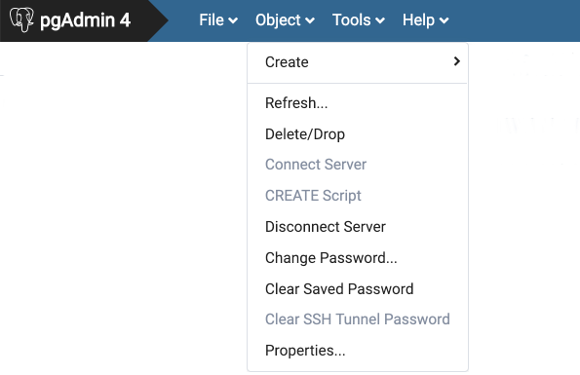 pgAdmin 4 File Object Tools Help
Create
Refresh...
Delete/Drop
Connect Server
CREATE Script
Disconnect Server
Change Password...
Clear Saved Password
Clear SSH Tunnel Password
Properties...